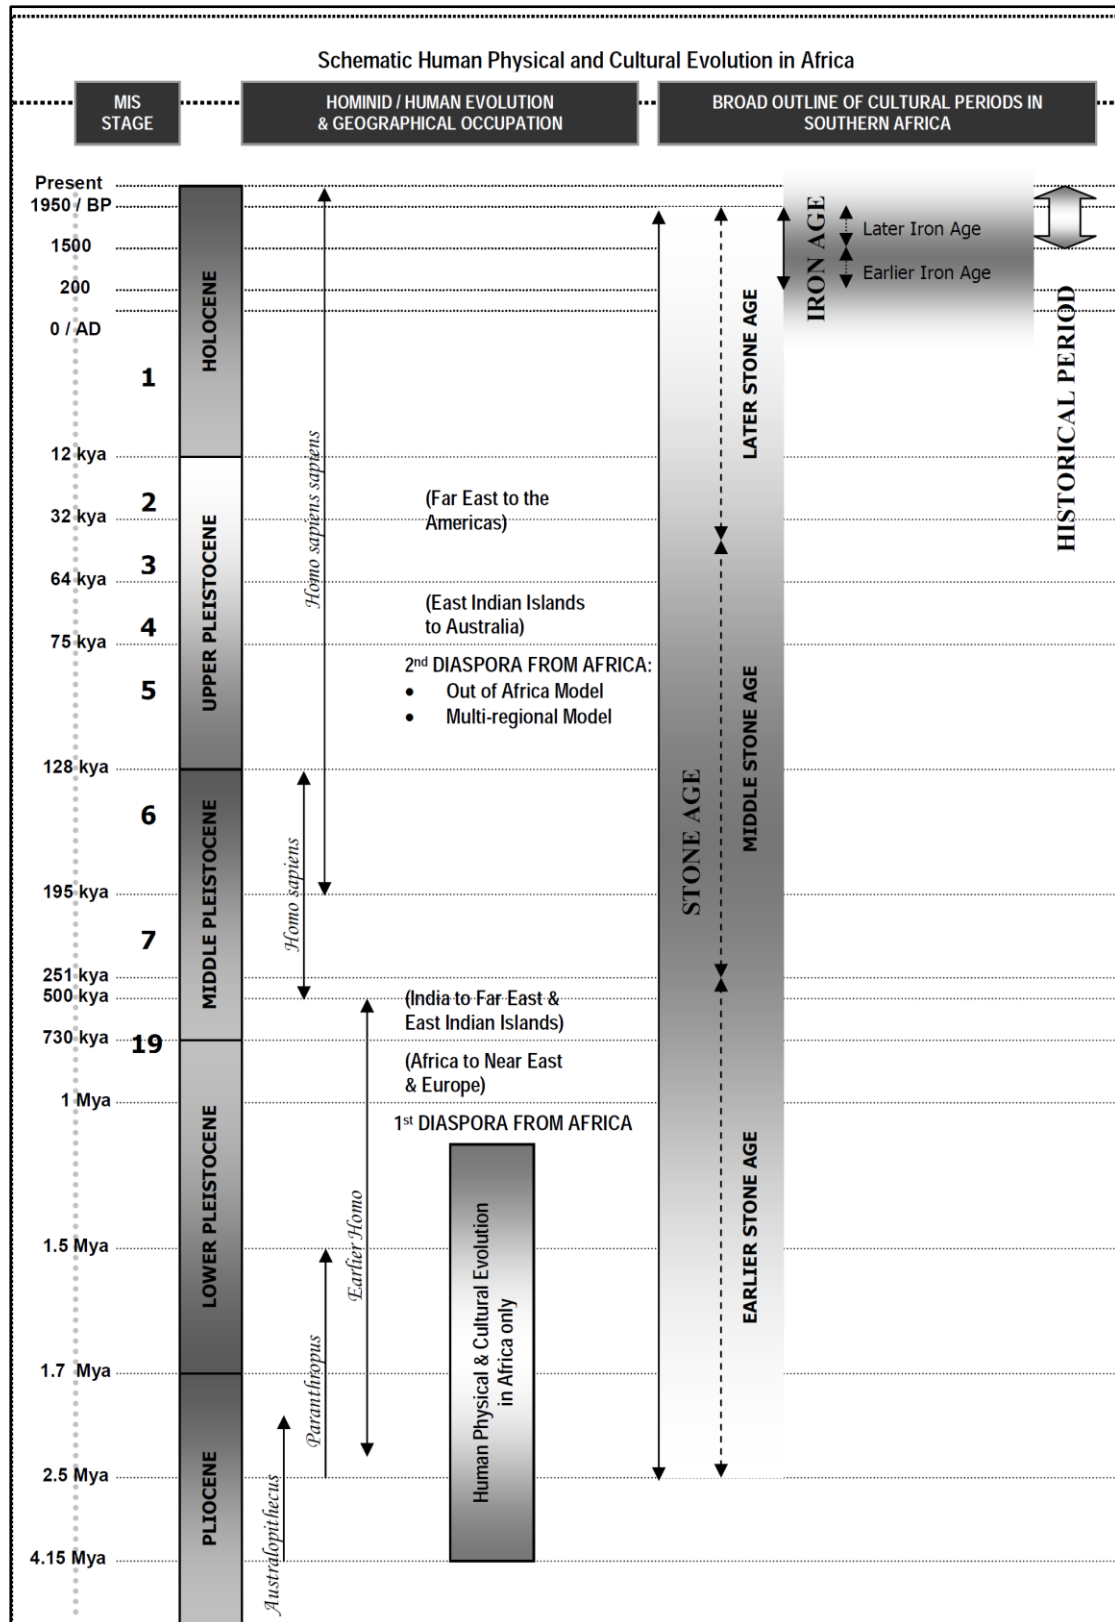 Schematic Human Physical and Cultural Evolution in Africa
MIS
STAGE
HOMINID / HUMAN EVOLUTION
& GEOGRAPHICAL OCCUPATION
BROAD OUTLINE OF CULTURAL PERIODS IN
SOUTHERN AFRICA
Present
1950 / BP
1500
200
0 / AD
12 kya
32 kya
64 kya
75 kya
128 kya
195 kya
251 kya
500 kya
730 kya
1 Mya
1.5 Mya
1.7 Mya
2.5 Mya
4.15 Mya
1
2
3
4
5
6
7
19
HOLOCENE
UPPER PLEISTOCENE
MIDDLE PLEISTOCENE
LOWER PLEISTOCENE
PLIOCENE
Homo sapiens sapiens
Homo sapiens
Earlier Homo
Paranthropus
Australopithecus
(Far East to the
Americas)
(East Indian Islands
to Australia)
2nd DIASPORA FROM AFRICA:
• Out of Africa Model
• Multi-regional Model
(India to Far East &
East Indian Islands)
(Africa to Near East
& Europe)
1st DIASPORA FROM AFRICA
Human Physical & Cultural Evolution
in Africa only
STONE AGE
LATER STONE AGE
MIDDLE STONE AGE
EARLIER STONE AGE
IRON AGE
Later Iron Age
Earlier Iron Age
HISTORICAL PERIOD